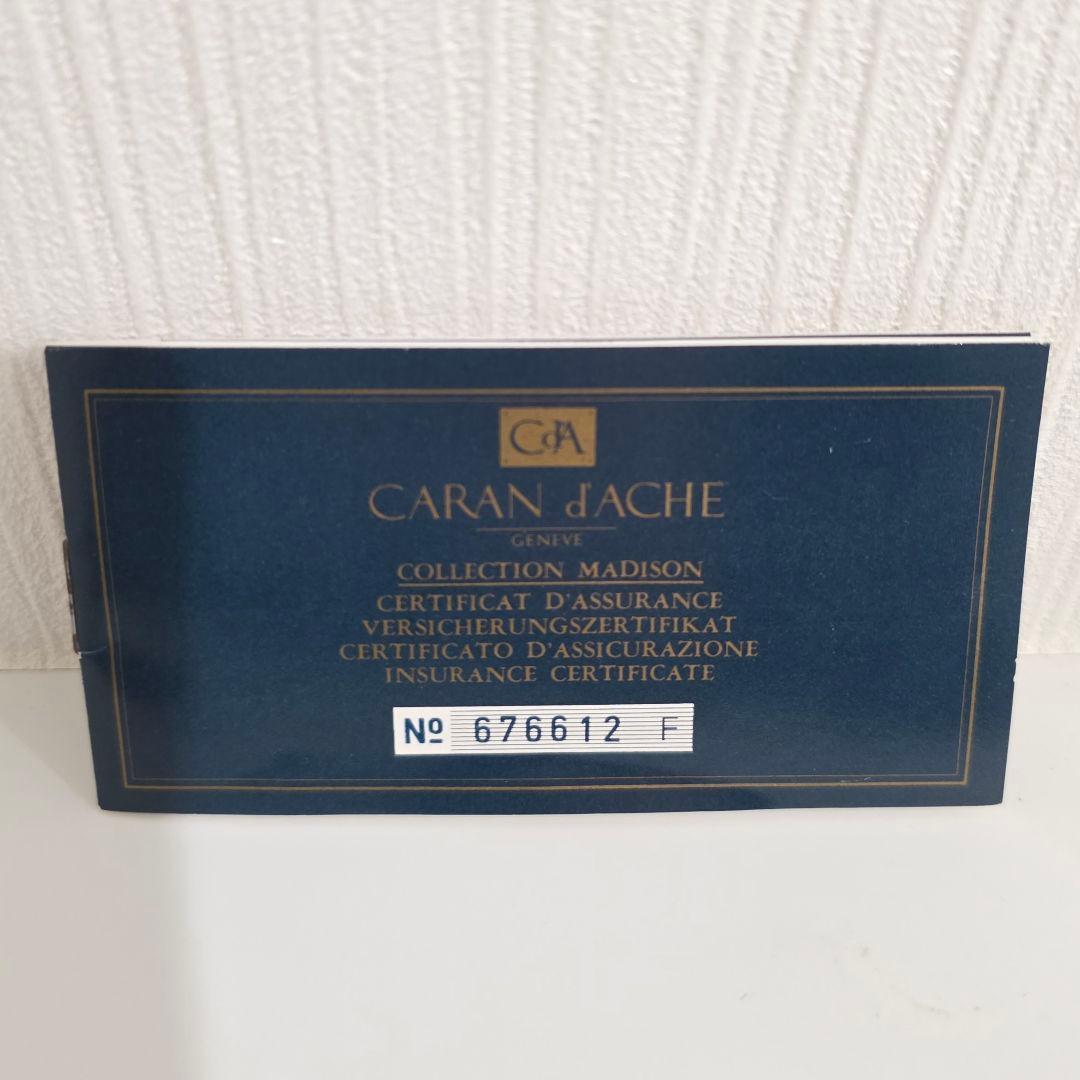 CdA
CARAN d'ACHE
GENEVE
COLLECTION MADISON
CERTIFICAT D'ASSURANCE
VERSICHERUNGSZERTIFIKAT
CERTIFICATO D'ASSICURAZIONE
INSURANCE CERTIFICATE
Nº 676612 F